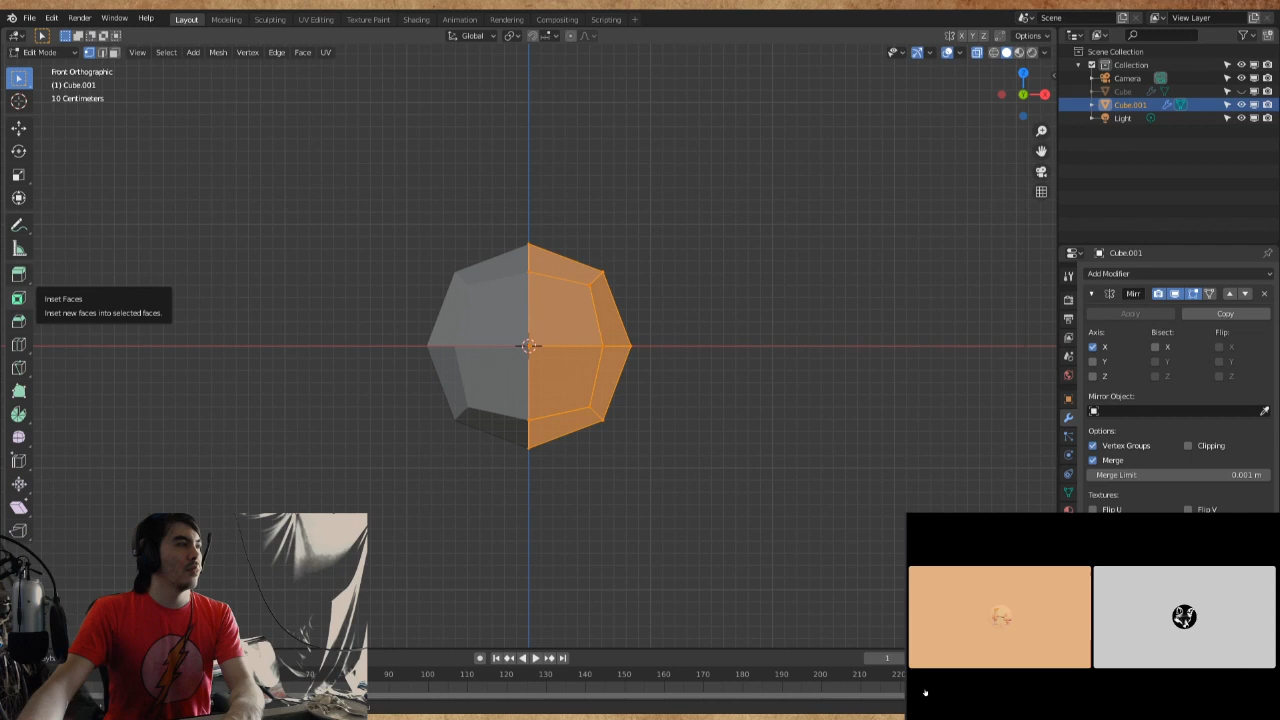 File Edit Render Window Help Layout Modeling Sculpting UV Editing Texture Paint Shading Animation Rendering Compositing Scripting + Scene View Layer
Global X Y Z Options
Edit Mode View Select Add Mesh Vertex Edge Face UV
Front Orthographic
(1) Cube.001
10 Centimeters
Z
Y
X
Inset Faces
Inset new faces into selected faces.
Scene Collection
Collection
Camera
Cube
Cube.001
Light
Cube.001
Add Modifier
Mirr
Apply Copy
Axis: Bisect: Flip:
X X X
Y Y Y
Z Z Z
Mirror Object:
Options:
Vertex Groups Clipping
Merge
Merge Limit 0.001 m
Textures:
Flip U Flip V
1
70 90 100 110 120 130 140 150 160 170 180 190 200 210 220